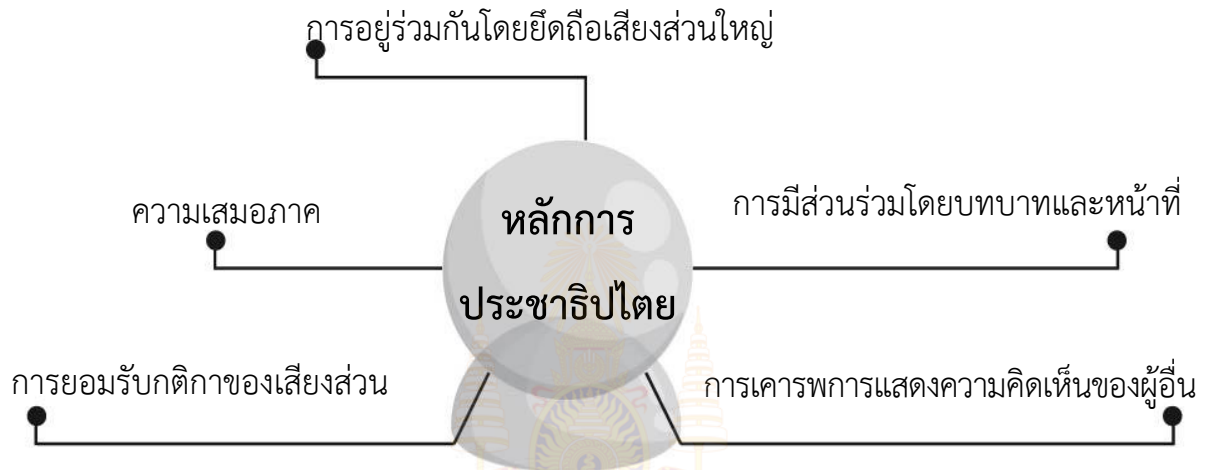 การอยู่ร่วมกันโดยยึดถือเสียงส่วนใหญ่
ความเสมอภาค
หลักการ
ประชาธิปไตย
การมีส่วนร่วมโดยบทบาทและหน้าที่
การยอมรับกติกาของเสียงส่วน
การเคารพการแสดงความคิดเห็นของผู้อื่น